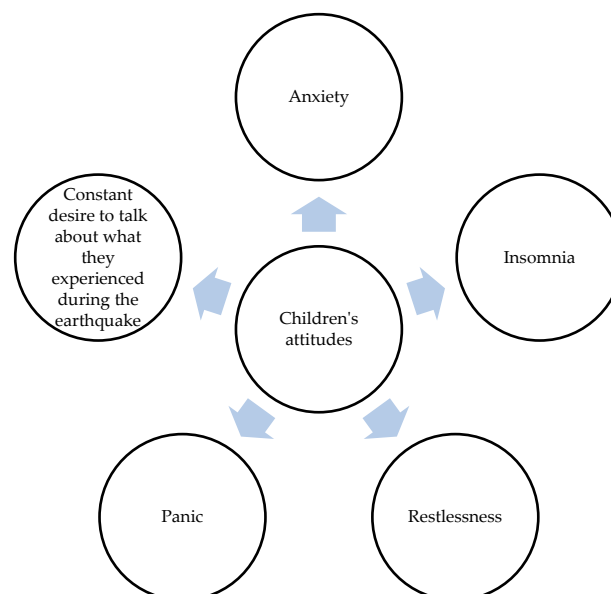 Anxiety
Constant
desire to talk
about what
they
experienced
during the
earthquake
Insomnia
Children's
attitudes
Panic
Restlessness